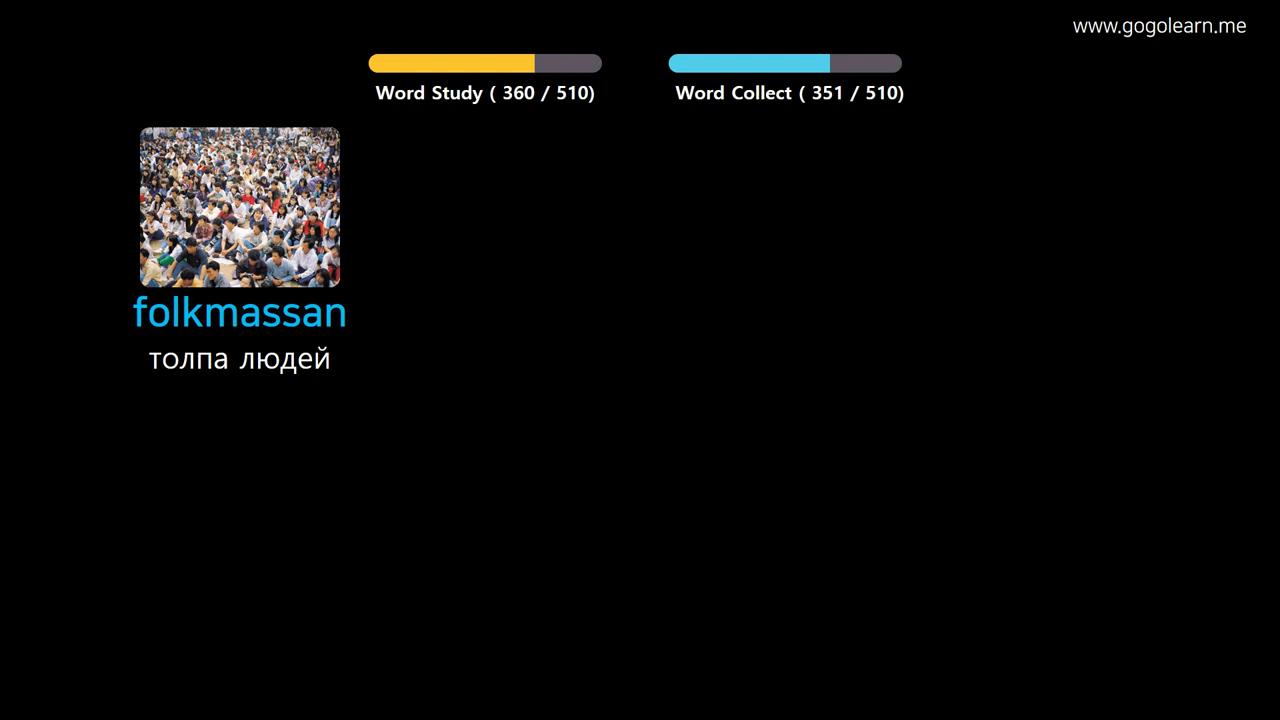 www.gogolearn.me
Word Study ( 360 / 510)
Word Collect ( 351 / 510)
folkmassan
толпа людей